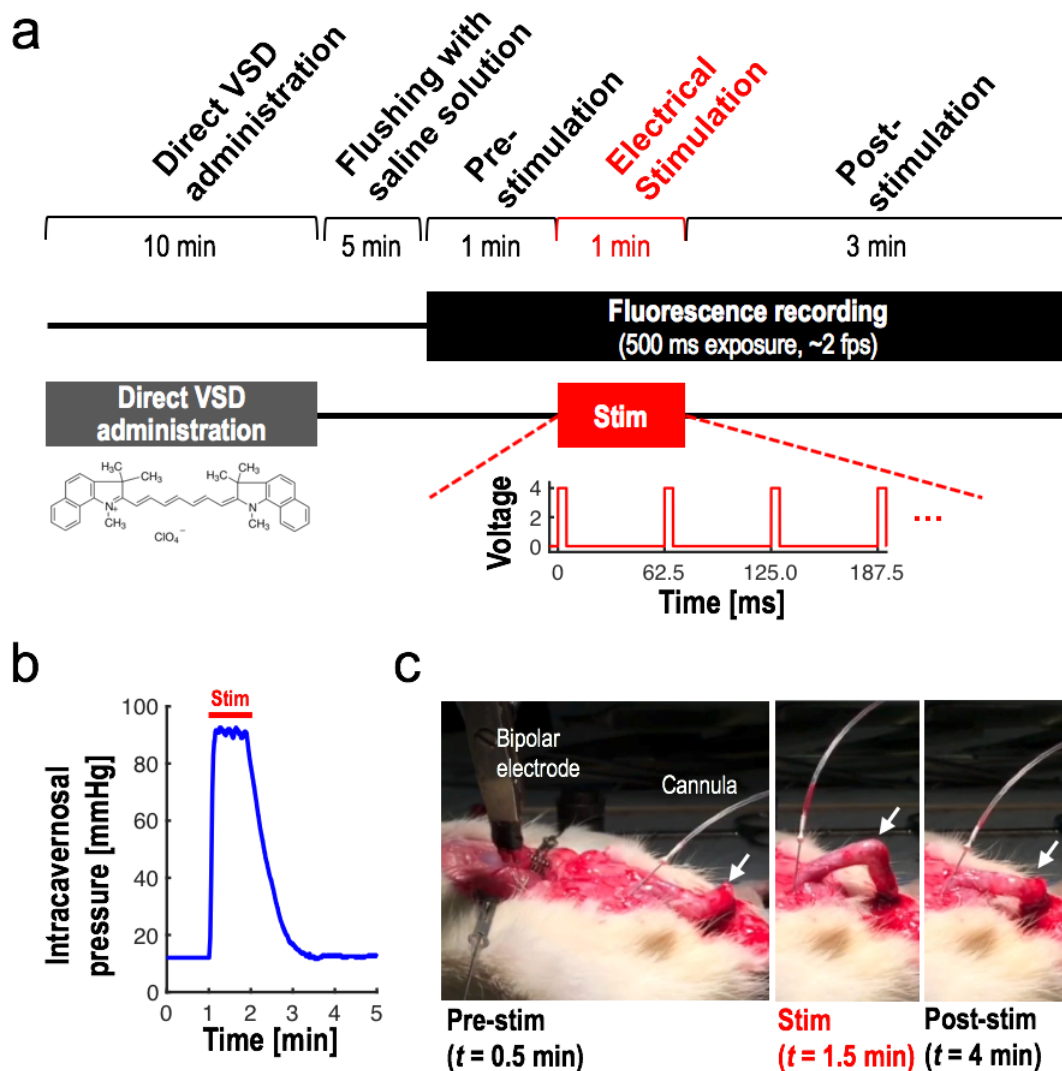 a
Direct VSD
administration
Flushing with
saline solution
Pre-
stimulation
Electrical
Stimulation
Post-
stimulation
10 min
5 min
1 min
1 min
3 min
Fluorescence recording
(500 ms exposure, ~2 fps)
Direct VSD
administration
Stim
H₃C
CH₃
H₃C
CH₃
N⁺
CH₃
N
CH₃
ClO₄⁻
Voltage
4
2
0
...
0
62.5
125.0
187.5
Time [ms]
b
Stim
Intracavernosal
pressure [mmHg]
100
80
60
40
20
0
0
1
2
3
4
5
Time [min]
c
Bipolar
electrode
Cannula
Pre-stim
(t = 0.5 min)
Stim
(t = 1.5 min)
Post-stim
(t = 4 min)